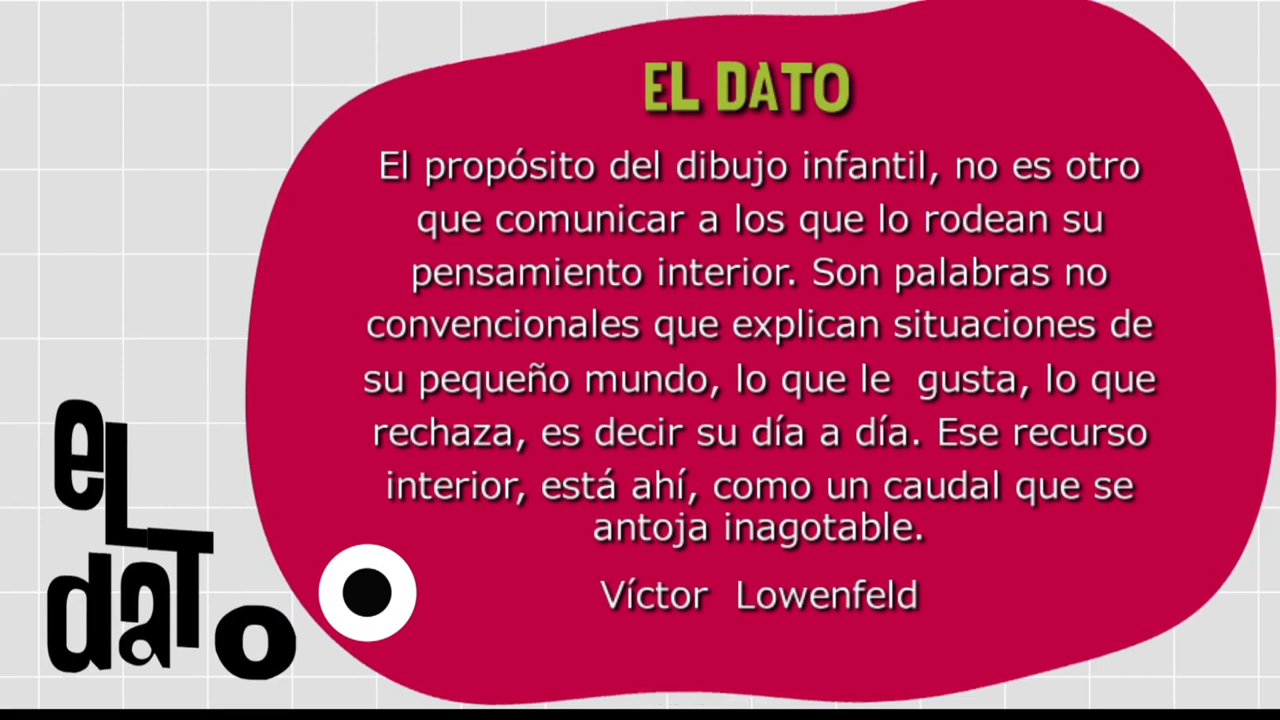 EL DATO
El propósito del dibujo infantil, no es otro
que comunicar a los que lo rodean su
pensamiento interior. Son palabras no
convencionales que explican situaciones de
su pequeño mundo, lo que le  gusta, lo que
rechaza, es decir su día a día. Ese recurso
interior, está ahí, como un caudal que se
antoja inagotable.
Víctor  Lowenfeld
eL
daTo